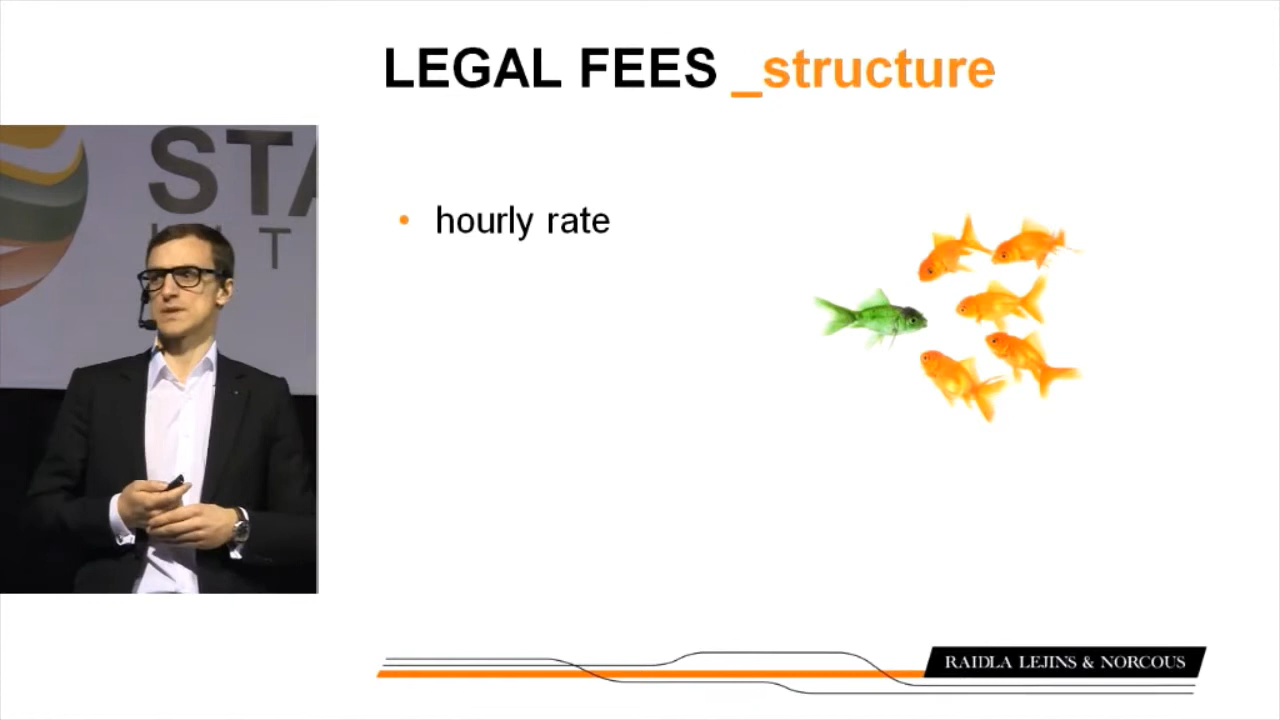 LEGAL FEES _structure
STA
hourly rate
RAIDLA LEJINS & NORCOUS